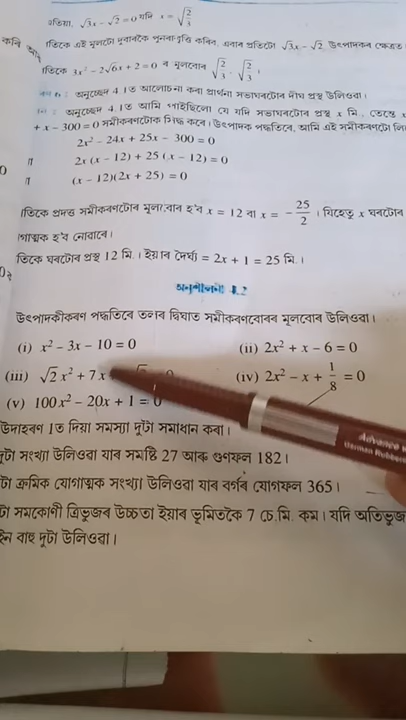 √3x − √2 = 0 যদি x = √(2/3)
এতিকে এই মূলটো দুবাৰকৈ পুনৰাবৃত্তি কৰিব, এবাৰ প্ৰতিটো √3x − √2 উৎপাদকৰ ক্ষেত্ৰত
3x² − 2√6x + 2 = 0 ৰ মূলবোৰ √(2/3), √(2/3) ।
অনুচ্ছেদ 4.1ত আলোচনা কৰা প্ৰাৰ্থনা সভাঘৰটোৰ দীঘ প্ৰস্থ উলিওৱা।
অনুচ্ছেদ 4.1ত আমি পাইছিলো যে যদি সভাঘৰটোৰ প্ৰস্থ x মি., তেন্তে x
+ x − 300 = 0 সমীকৰণটোক সিদ্ধ কৰে। উৎপাদক পদ্ধতিৰে, আমি এই সমীকৰণটো
2x² − 24x + 25x − 300 = 0
2x (x − 12) + 25 (x − 12) = 0
(x − 12)(2x + 25) = 0
প্ৰদত্ত সমীকৰণটোৰ মূলবোৰ হ'ব x = 12 বা x = −25/2 । যিহেতু x ঘৰটোৰ
হ'ব নোৱাৰে।
ঘৰটোৰ প্ৰস্থ 12 মি.। ইয়াৰ দৈৰ্ঘ্য = 2x + 1 = 25 মি.।
অনুশীলনী 4.2
উৎপাদকীকৰণ পদ্ধতিৰে তলৰ দ্বিঘাত সমীকৰণবোৰৰ মূলবোৰ উলিওৱা।
(i) x² − 3x − 10 = 0 (ii) 2x² + x − 6 = 0
(iii) √2 x² + 7x (iv) 2x² − x + 1/8 = 0
(v) 100x² − 20x + 1 = 0
উদাহৰণ 1ত দিয়া সমস্যা দুটা সমাধান কৰা।
দুটা সংখ্যা উলিওৱা যাৰ সমষ্টি 27 আৰু গুণফল 182।
টা ক্ৰমিক যোগাত্মক সংখ্যা উলিওৱা যাৰ বৰ্গৰ যোগফল 365।
টা সমকোণী ত্ৰিভুজৰ উচ্চতা ইয়াৰ ভূমিতকৈ 7 চে.মি. কম। যদি অতিভুজ
বাহু দুটা উলিওৱা।